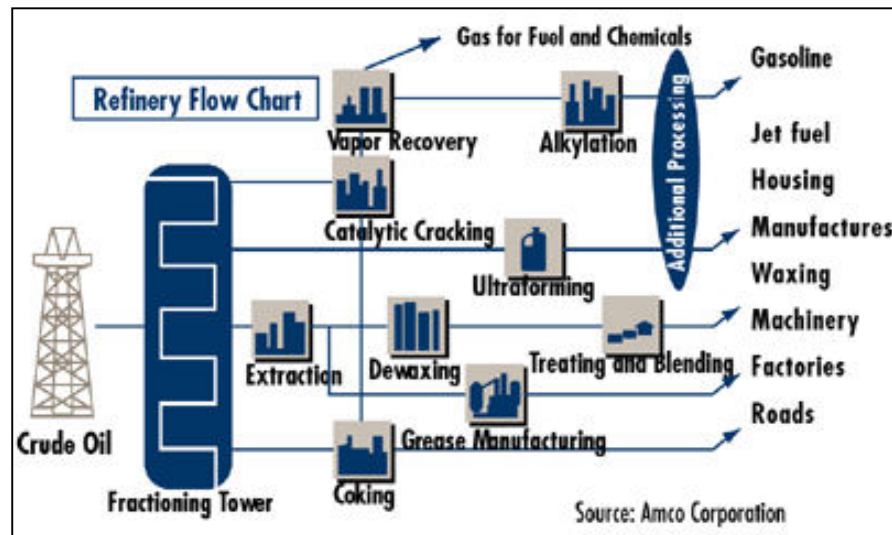 Gas for Fuel and Chemicals
Gasoline
Refinery Flow Chart
Vapor Recovery
Alkylation
Additional Processing
Jet fuel
Housing
Catalytic Cracking
Manufactures
Ultraforming
Waxing
Machinery
Extraction
Dewaxing
Treating and Blending
Factories
Crude Oil
Grease Manufacturing
Roads
Fractioning Tower
Coking
Source: Amco Corporation